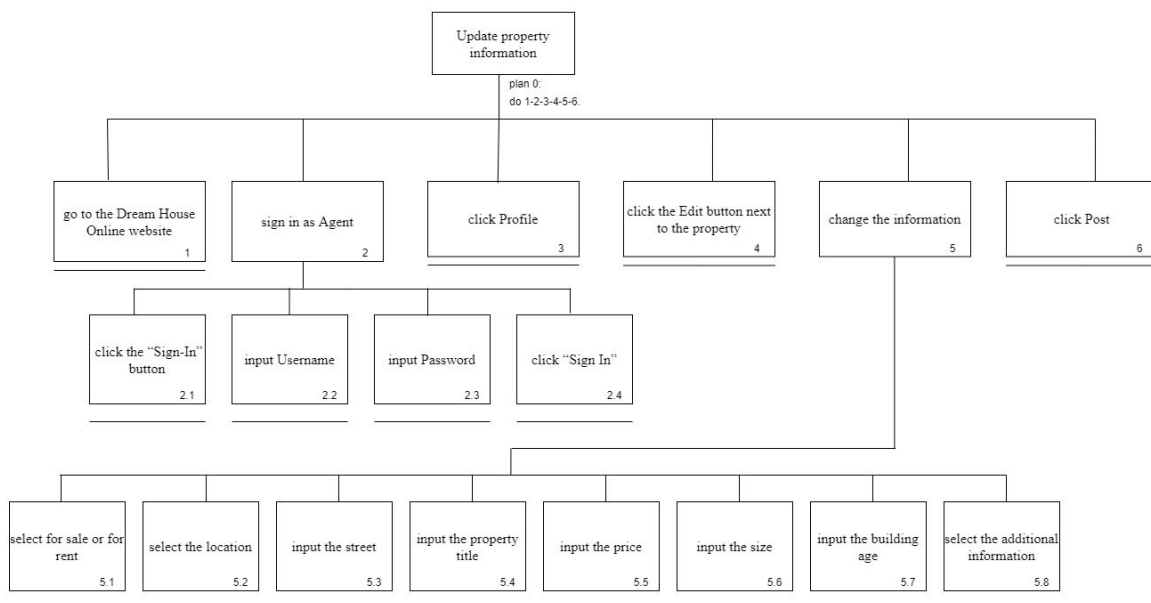 Update property
information
plan 0:
do 1-2-3-4-5-6.
go to the Dream House
Online website
1
sign in as Agent
2
click Profile
3
click the Edit button next
to the property
4
change the information
5
click Post
6
click the “Sign-In”
button
2.1
input Username
2.2
input Password
2.3
click “Sign In”
2.4
select for sale or for
rent
5.1
select the location
5.2
input the street
5.3
input the property
title
5.4
input the price
5.5
input the size
5.6
input the building
age
5.7
select the additional
information
5.8